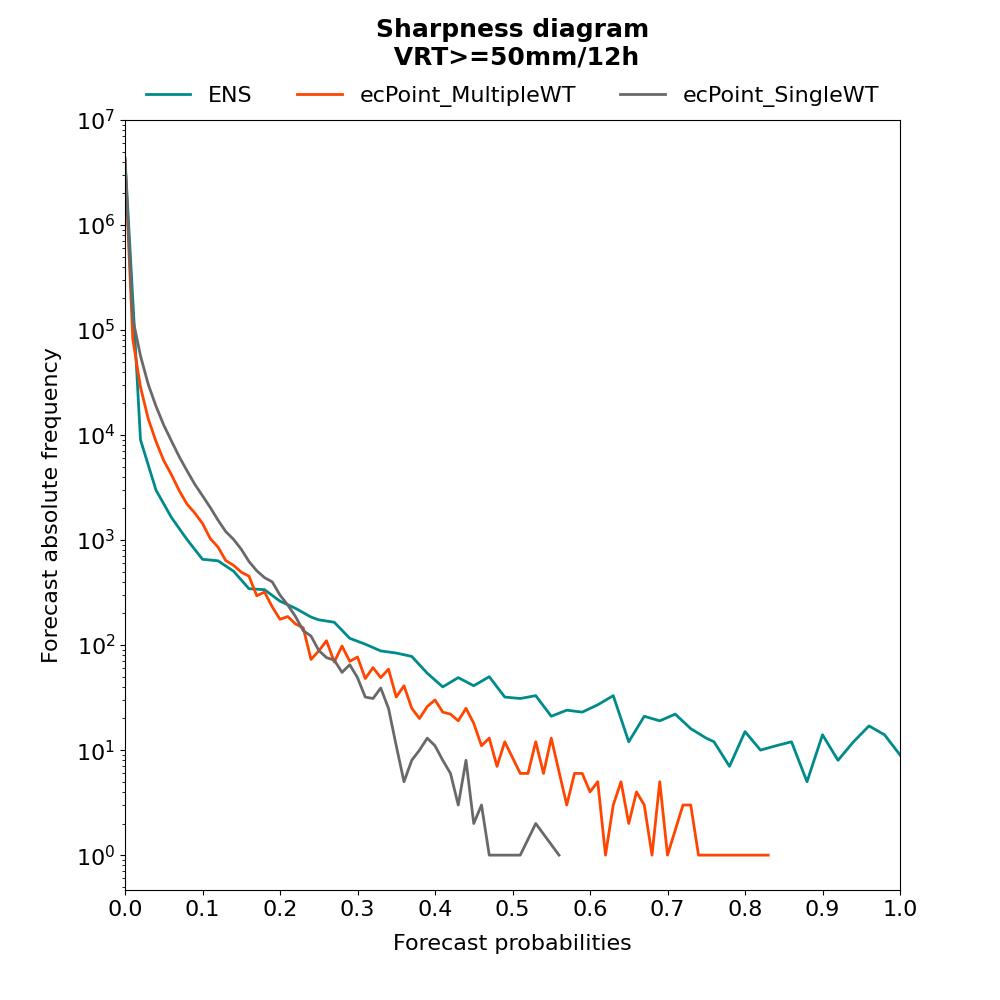 Sharpness diagram
VRT>=50mm/12h
ENS ecPoint_MultipleWT ecPoint_SingleWT
10^7
10^6
10^5
10^4
10^3
10^2
10^1
10^0
Forecast absolute frequency
0.0 0.1 0.2 0.3 0.4 0.5 0.6 0.7 0.8 0.9 1.0
Forecast probabilities